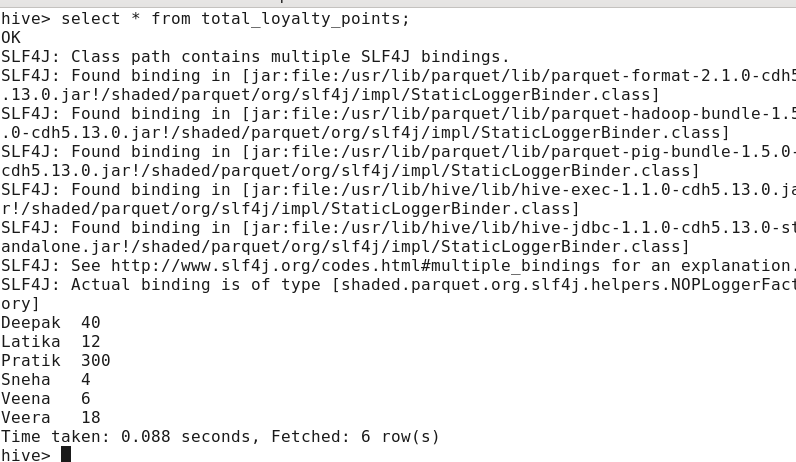 hive> select * from total_loyalty_points;
OK
SLF4J: Class path contains multiple SLF4J bindings.
SLF4J: Found binding in [jar:file:/usr/lib/parquet/lib/parquet-format-2.1.0-cdh5
.13.0.jar!/shaded/parquet/org/slf4j/impl/StaticLoggerBinder.class]
SLF4J: Found binding in [jar:file:/usr/lib/parquet/lib/parquet-hadoop-bundle-1.5
.0-cdh5.13.0.jar!/shaded/parquet/org/slf4j/impl/StaticLoggerBinder.class]
SLF4J: Found binding in [jar:file:/usr/lib/parquet/lib/parquet-pig-bundle-1.5.0-
cdh5.13.0.jar!/shaded/parquet/org/slf4j/impl/StaticLoggerBinder.class]
SLF4J: Found binding in [jar:file:/usr/lib/hive/lib/hive-exec-1.1.0-cdh5.13.0.ja
r!/shaded/parquet/org/slf4j/impl/StaticLoggerBinder.class]
SLF4J: Found binding in [jar:file:/usr/lib/hive/lib/hive-jdbc-1.1.0-cdh5.13.0-st
andalone.jar!/shaded/parquet/org/slf4j/impl/StaticLoggerBinder.class]
SLF4J: See http://www.slf4j.org/codes.html#multiple_bindings for an explanation.
SLF4J: Actual binding is of type [shaded.parquet.org.slf4j.helpers.NOPLoggerFact
ory]
Deepak  40
Latika  12
Pratik  300
Sneha   4
Veena   6
Veera   18
Time taken: 0.088 seconds, Fetched: 6 row(s)
hive>